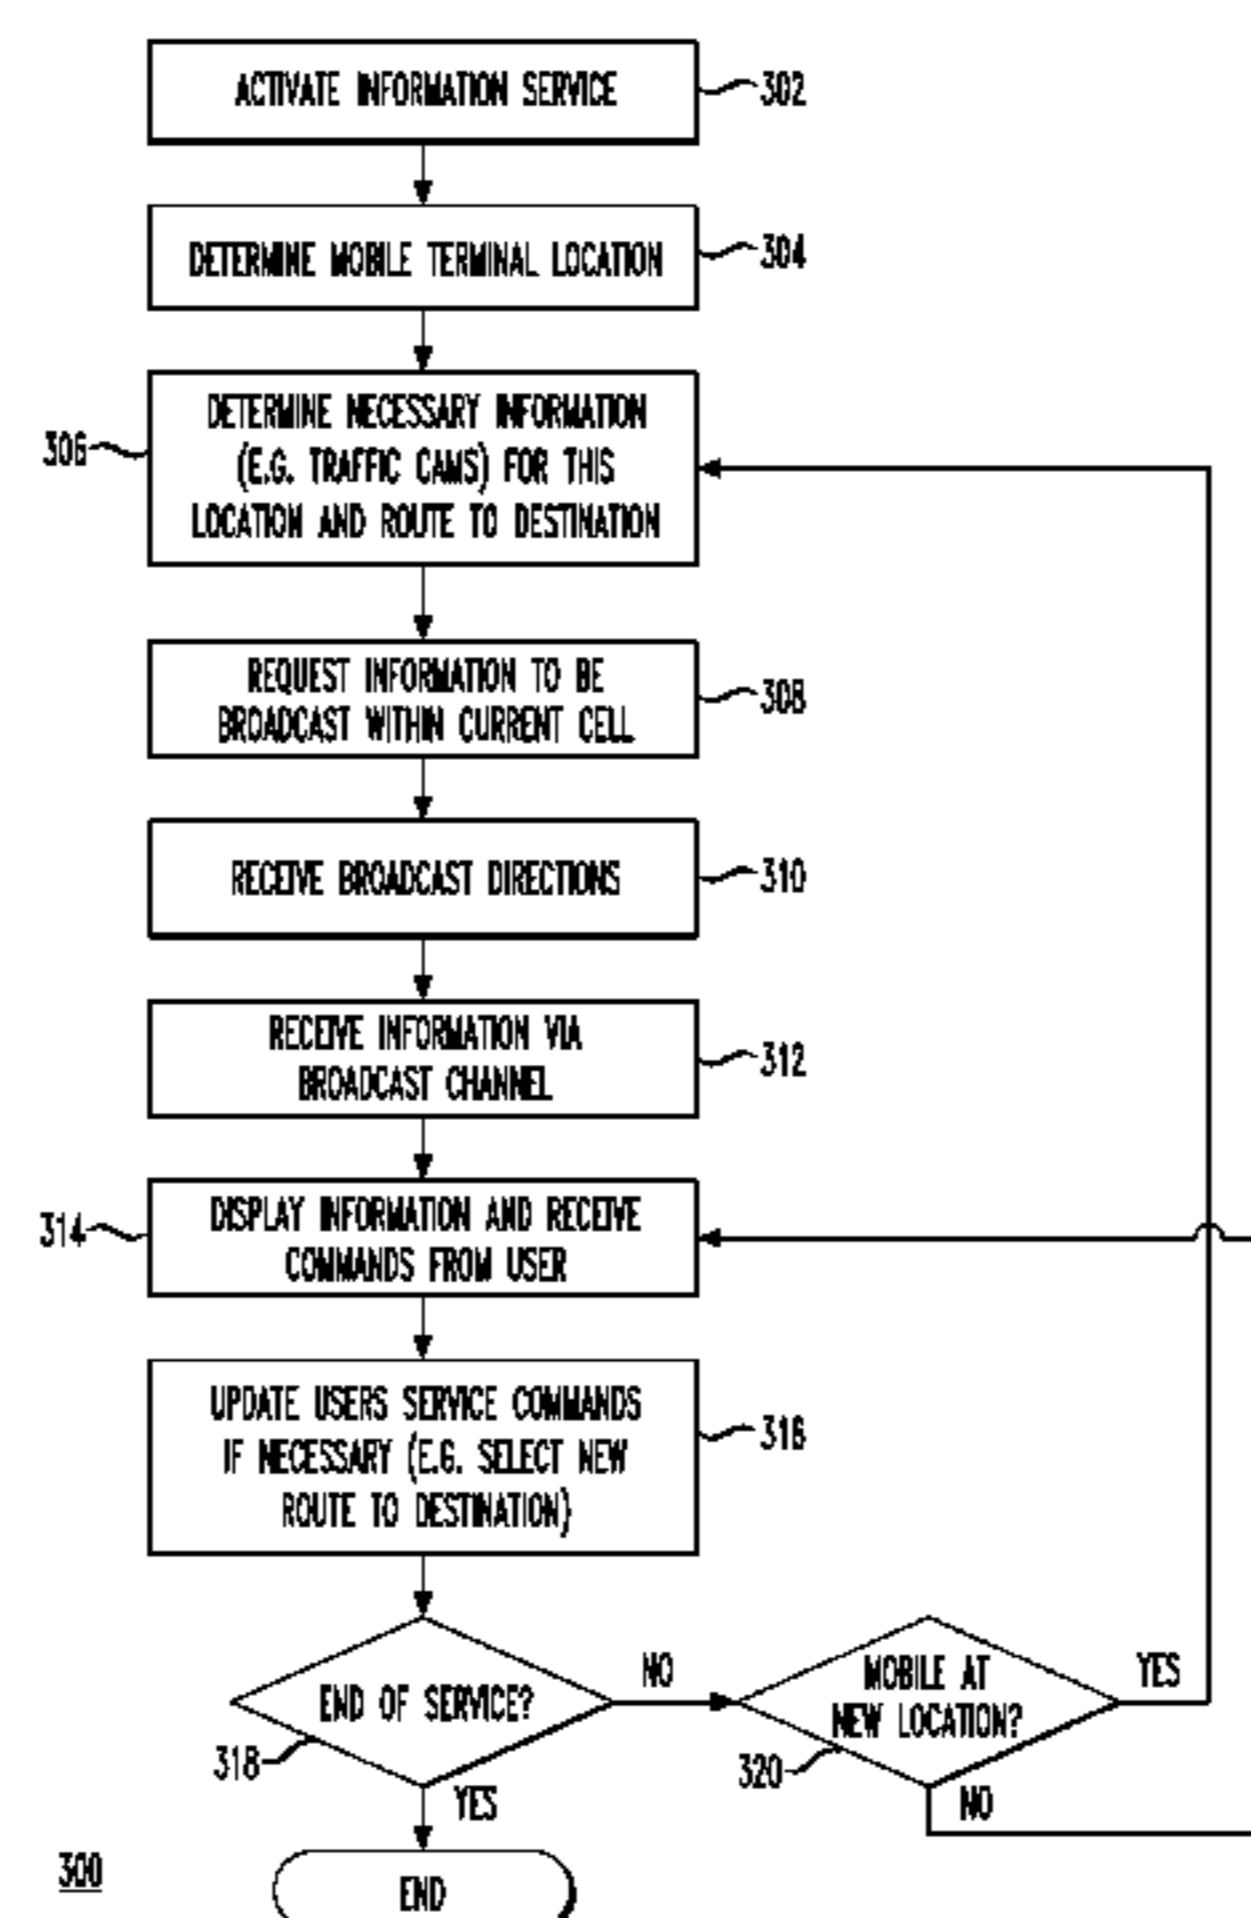 ACTIVATE INFORMATION SERVICE
302
DETERMINE MOBILE TERMINAL LOCATION
304
DETERMINE NECESSARY INFORMATION
(E.G. TRAFFIC CAMS) FOR THIS
LOCATION AND ROUTE TO DESTINATION
306
REQUEST INFORMATION TO BE
BROADCAST WITHIN CURRENT CELL
308
RECEIVE BROADCAST DIRECTIONS
310
RECEIVE INFORMATION VIA
BROADCAST CHANNEL
312
DISPLAY INFORMATION AND RECEIVE
COMMANDS FROM USER
314
UPDATE USERS SERVICE COMMANDS
IF NECESSARY (E.G. SELECT NEW
ROUTE TO DESTINATION)
316
END OF SERVICE?
318
NO
MOBILE AT
NEW LOCATION?
320
YES
NO
YES
END
300